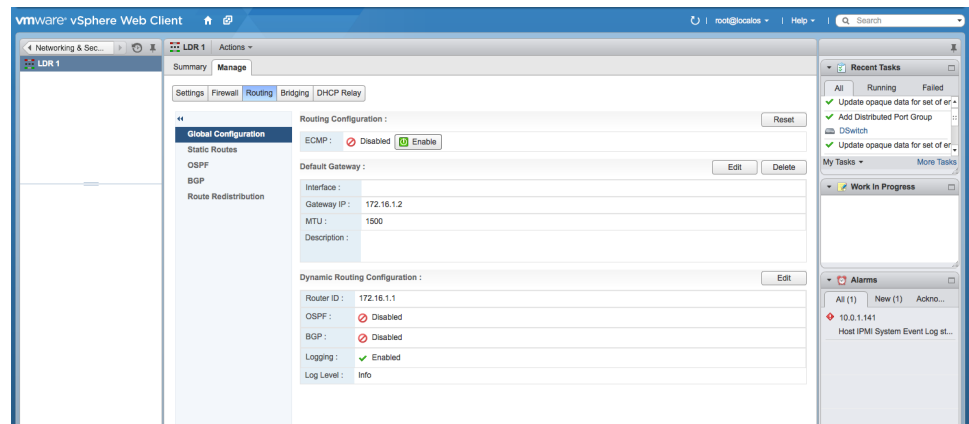 vmware® vSphere Web Client
root@localos
Help
Search
Networking & Sec...
LDR 1
LDR 1
Actions
Summary
Manage
Settings
Firewall
Routing
Bridging
DHCP Relay
Global Configuration
Static Routes
OSPF
BGP
Route Redistribution
Routing Configuration :
Reset
ECMP :
Disabled
Enable
Default Gateway :
Edit
Delete
Interface :
Gateway IP :
172.16.1.2
MTU :
1500
Description :
Dynamic Routing Configuration :
Edit
Router ID :
172.16.1.1
OSPF :
Disabled
BGP :
Disabled
Logging :
Enabled
Log Level :
Info
Recent Tasks
All
Running
Failed
Update opaque data for set of er
Add Distributed Port Group
DSwitch
Update opaque data for set of er
My Tasks
More Tasks
Work In Progress
Alarms
All (1)
New (1)
Ackno...
10.0.1.141
Host IPMI System Event Log st...